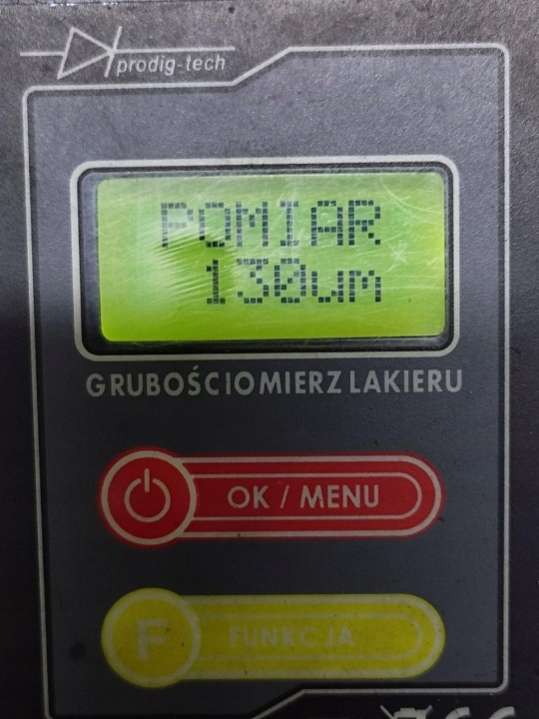 prodig-tech
POMIAR
130um
GRUBOŚCIOMIERZ LAKIERU
OK / MENU
F FUNKCJA